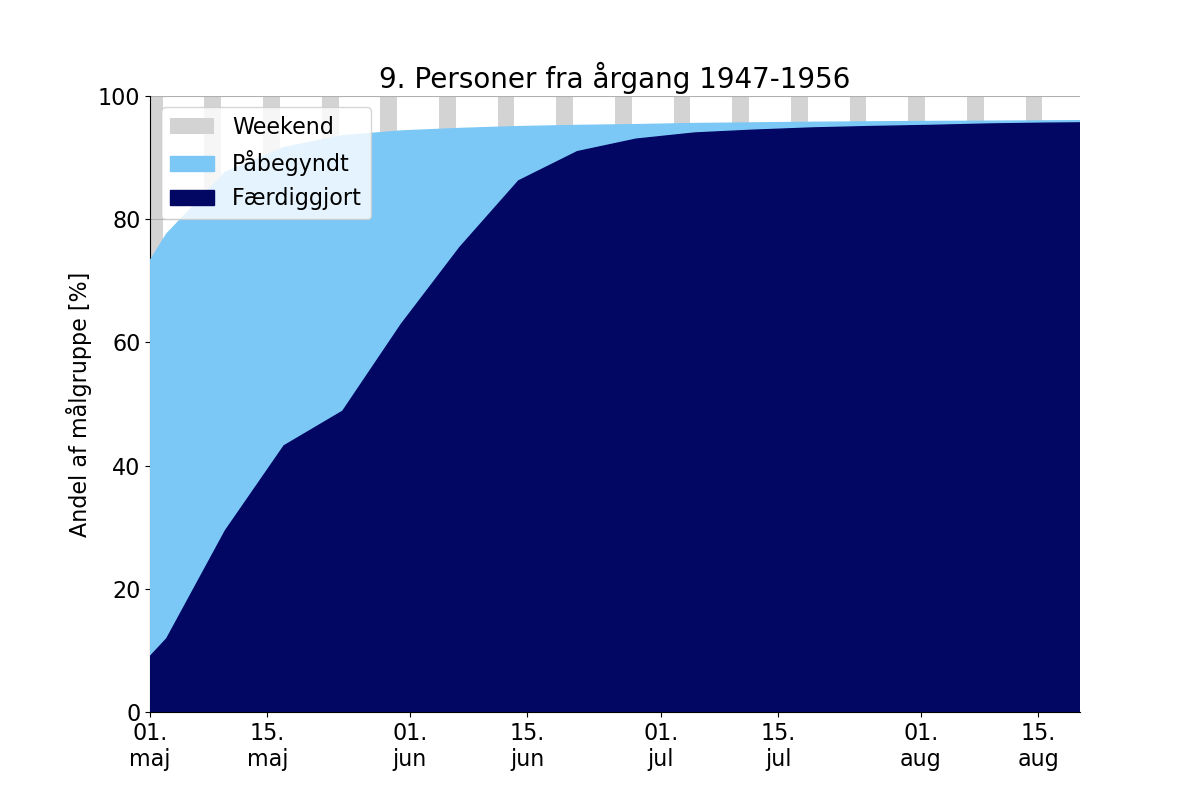 9. Personer fra årgang 1947-1956
Andel af målgruppe [%]
100
80
60
40
20
0
Weekend
Påbegyndt
Færdiggjort
01. 15. 01. 15. 01. 15. 01. 15.
maj maj jun jun jul jul aug aug